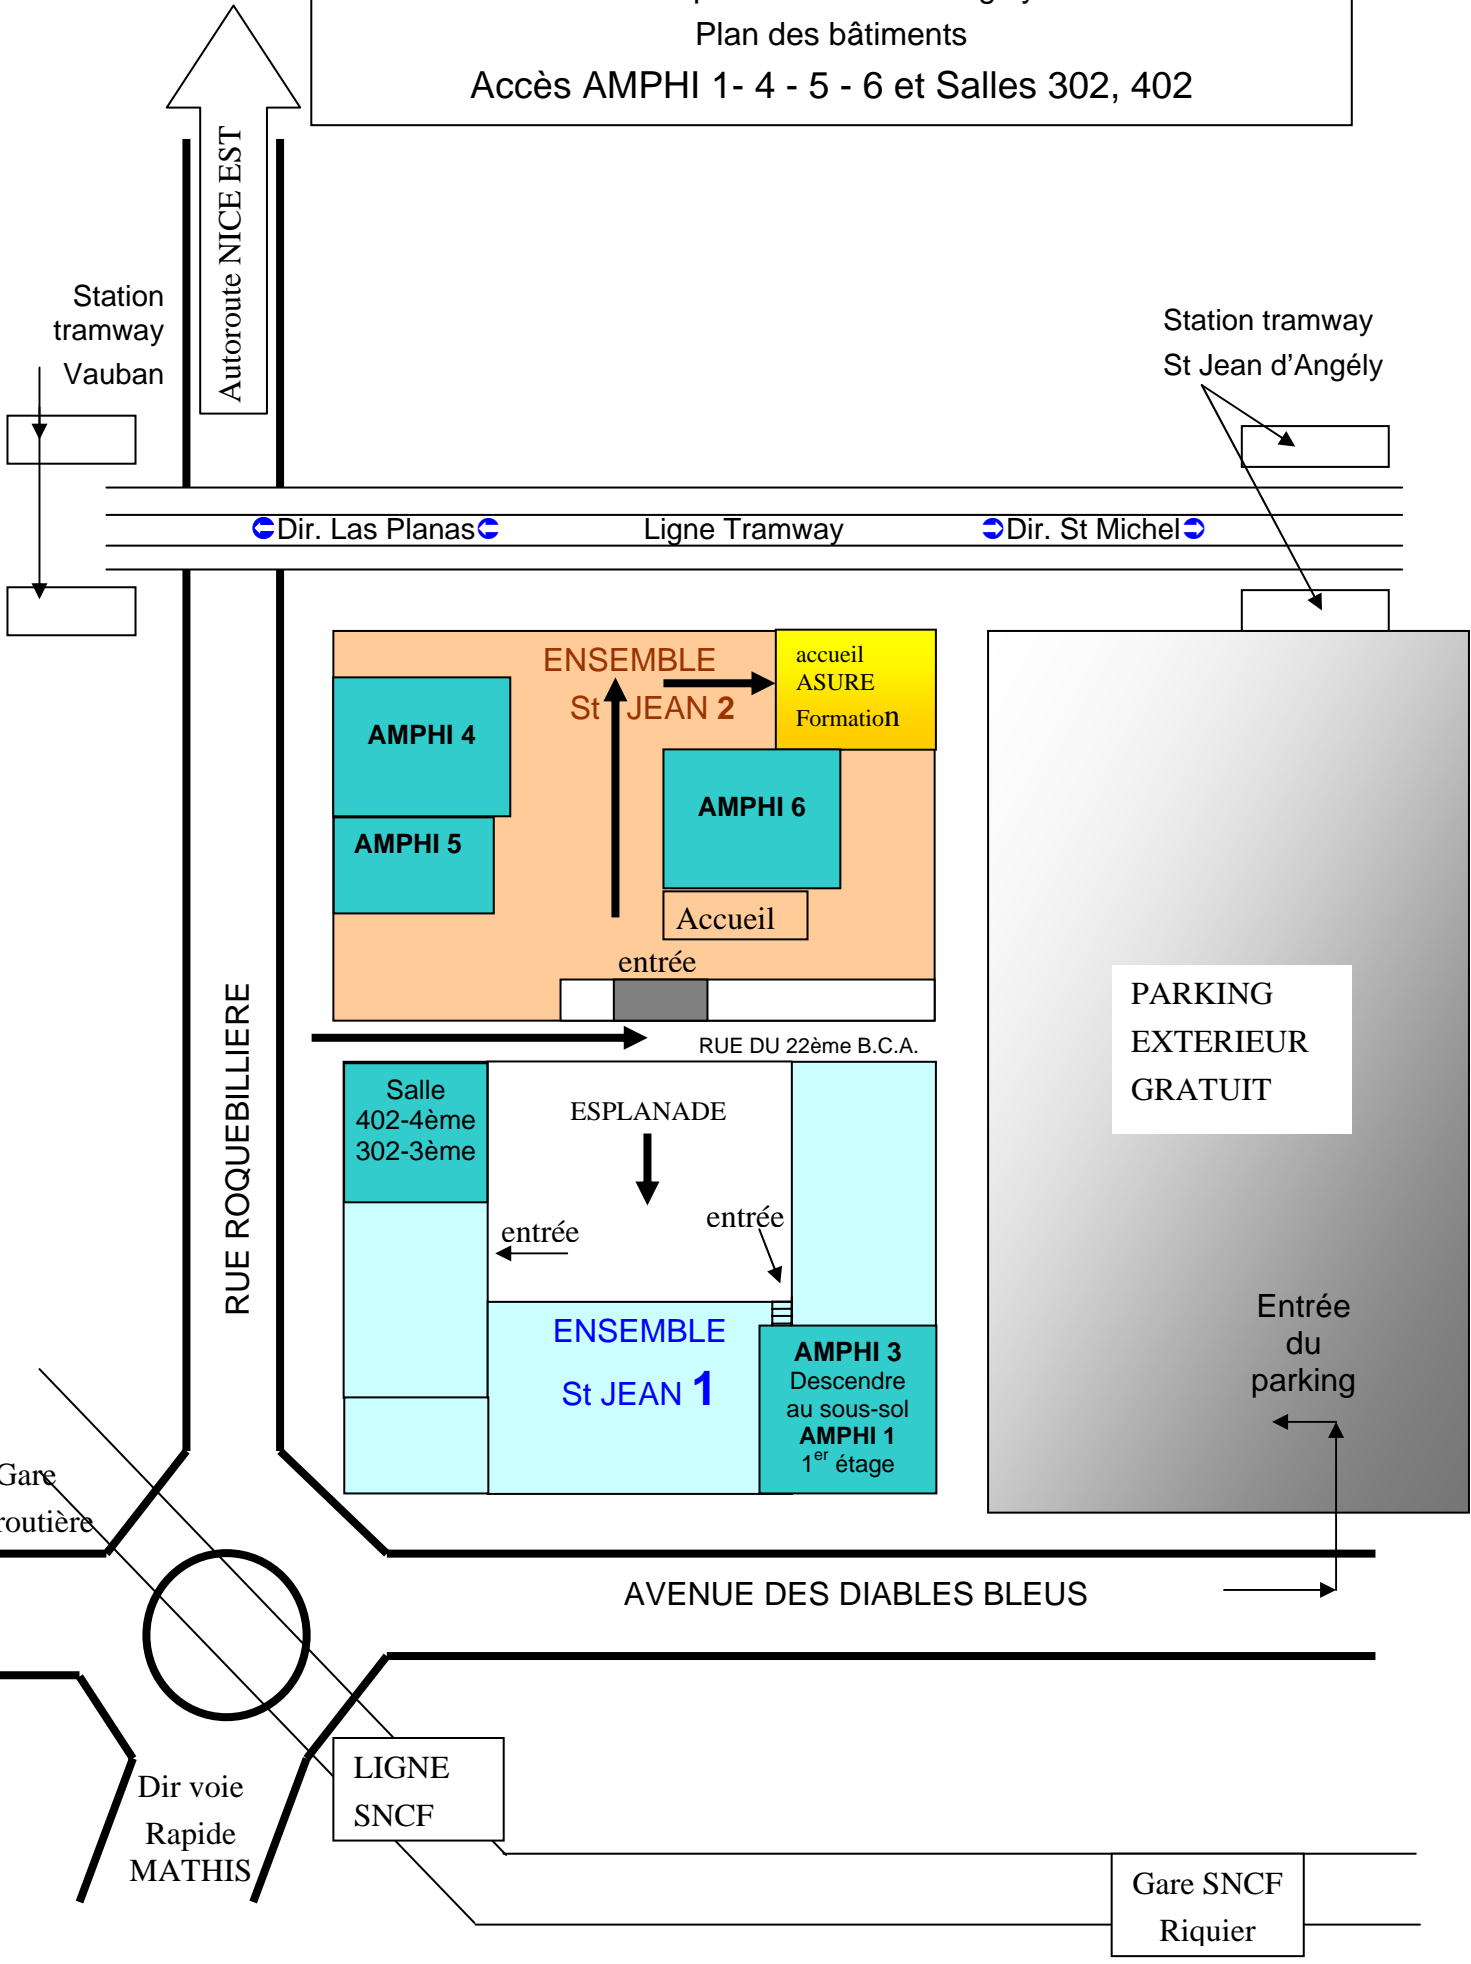 Plan des bâtiments
Accès AMPHI 1- 4 - 5 - 6 et Salles 302, 402
Autoroute NICE EST
Station
tramway
Vauban
Station tramway
St Jean d'Angély
Dir. Las Planas
Ligne Tramway
Dir. St Michel
ENSEMBLE
St JEAN 2
accueil
ASURE
Formation
AMPHI 4
AMPHI 5
AMPHI 6
Accueil
entrée
RUE DU 22ème B.C.A.
RUE ROQUEBILLIERE
PARKING
EXTERIEUR
GRATUIT
Salle
402-4ème
302-3ème
ESPLANADE
entrée
entrée
ENSEMBLE
St JEAN 1
AMPHI 3
Descendre
au sous-sol
AMPHI 1
1er étage
Entrée
du
parking
Gare
routière
AVENUE DES DIABLES BLEUS
Dir voie
Rapide
MATHIS
LIGNE
SNCF
Gare SNCF
Riquier